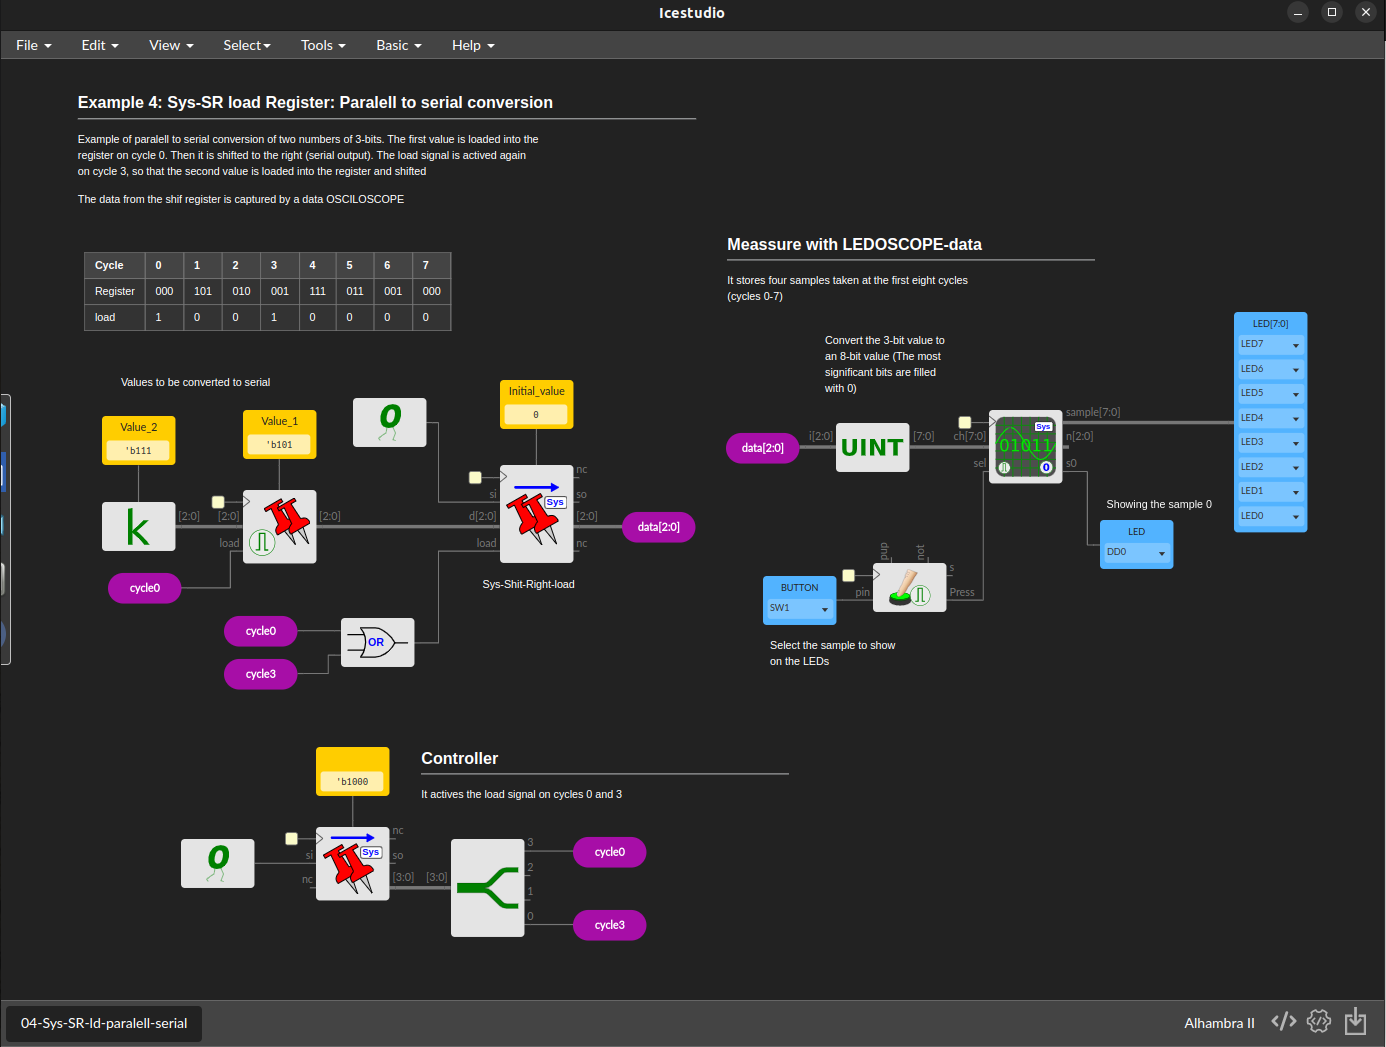 Icestudio
File Edit View Select Tools Basic Help
Example 4: Sys-SR load Register: Paralell to serial conversion
Example of paralell to serial conversion of two numbers of 3-bits. The first value is loaded into the
register on cycle 0. Then it is shifted to the right (serial output). The load signal is actived again
on cycle 3, so that the second value is loaded into the register and shifted
The data from the shif register is captured by a data OSCILOSCOPE
Cycle 0 1 2 3 4 5 6 7
Register 000 101 010 001 111 011 001 000
load 1 0 0 1 0 0 0 0
Values to be converted to serial
Value_2
'b111
Value_1
'b101
0
Initial_value
0
k
[2:0]
[2:0]
load
[2:0]
cycle0
si
d[2:0]
load
Sys
nc
so
[2:0]
nc
data[2:0]
Sys-Shit-Right-load
cycle0
cycle3
OR
Meassure with LEDOSCOPE-data
It stores four samples taken at the first eight cycles
(cycles 0-7)
Convert the 3-bit value to
an 8-bit value (The most
significant bits are filled
with 0)
data[2:0]
i[2:0]
UINT
[7:0]
ch[7:0]
sel
Sys
01011
0
sample[7:0]
n[2:0]
s0
LED[7:0]
LED7
LED6
LED5
LED4
LED3
LED2
LED1
LED0
Showing the sample 0
LED
DD0
BUTTON
SW1
pin
pup
not
s
Press
Select the sample to show
on the LEDs
Controller
It actives the load signal on cycles 0 and 3
'b1000
0
si
nc
Sys
nc
so
[3:0]
[3:0]
3
2
1
0
cycle0
cycle3
04-Sys-SR-ld-paralell-serial
Alhambra II